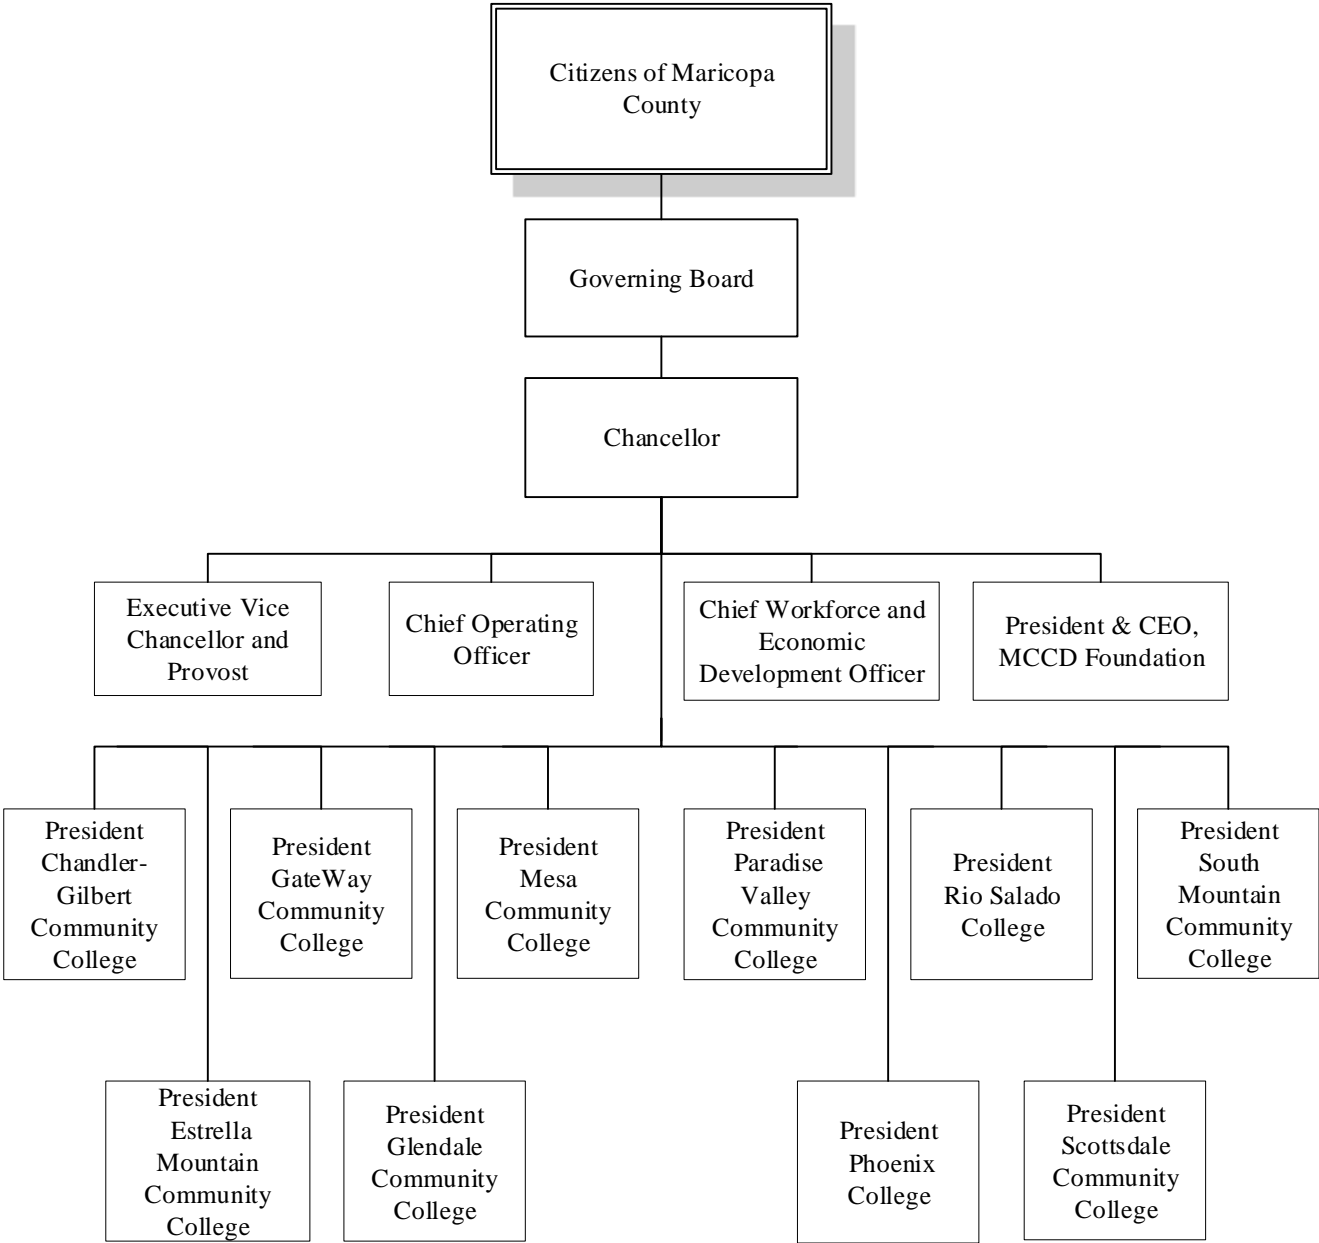 Citizens of Maricopa
County
Governing Board
Chancellor
Executive Vice
Chancellor and
Provost
Chief Operating
Officer
Chief Workforce and
Economic
Development Officer
President & CEO,
MCCD Foundation
President
Chandler-
Gilbert
Community
College
President
GateWay
Community
College
President
Mesa
Community
College
President
Paradise
Valley
Community
College
President
Rio Salado
College
President
South
Mountain
Community
College
President
Estrella
Mountain
Community
College
President
Glendale
Community
College
President
Phoenix
College
President
Scottsdale
Community
College